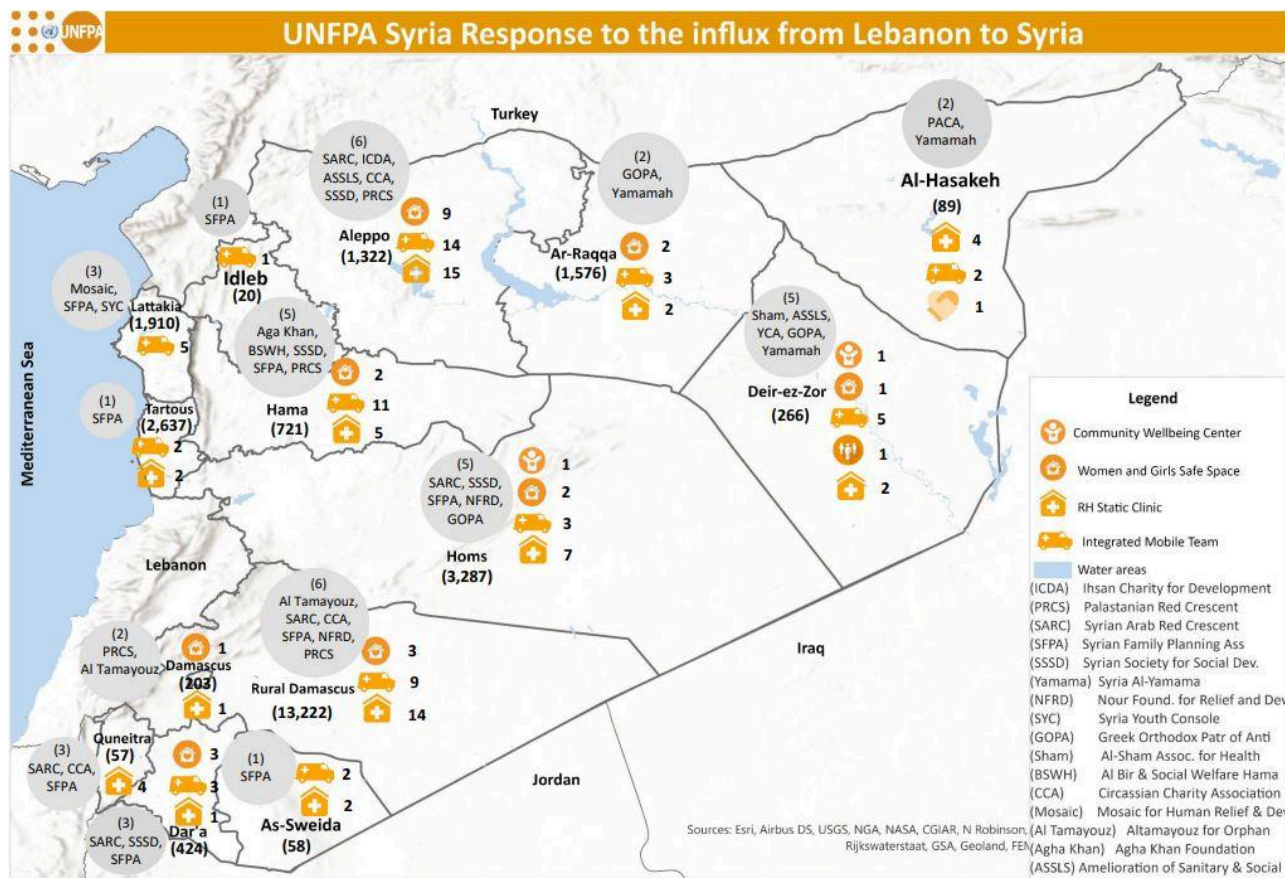 UNFPA
UNFPA Syria Response to the influx from Lebanon to Syria
Turkey
(2)
PACA,
Yamamah
Al-Hasakeh
(89)
4
2
1
(6)
SARC, ICDA,
ASSLS, CCA,
SSSD, PRCS
Aleppo
(1,322)
9
14
15
(2)
GOPA,
Yamamah
Ar-Raqqa
(1,576)
2
3
2
(1)
SFPA
1
Idleb
(20)
(3)
Mosaic,
SFPA, SYC
Lattakia
(1,910)
5
(5)
Aga Khan,
BSWH, SSSD,
SFPA, PRCS
Hama
(721)
2
11
5
(5)
Sham, ASSLS,
YCA, GOPA,
Yamamah
Deir-ez-Zor
(266)
1
1
5
1
2
(1)
SFPA
Tartous
(2,637)
2
2
Mediterranean Sea
(5)
SARC, SSSD,
SFPA, NFRD,
GOPA
Homs
(3,287)
1
2
3
7
Lebanon
(6)
Al Tamayouz,
SARC, CCA,
SFPA, NFRD,
PRCS
Rural Damascus
(13,222)
3
9
14
(2)
PRCS,
Al Tamayouz
Damascus
(203)
1
1
Iraq
Quneitra
(57)
4
(3)
SARC, CCA,
SFPA
3
3
1
Dar'a
(424)
(3)
SARC, SSSD,
SFPA
(1)
SFPA
2
2
As-Sweida
(58)
Jordan
Legend
Community Wellbeing Center
Women and Girls Safe Space
RH Static Clinic
Integrated Mobile Team
Water areas
(ICDA) Ihsan Charity for Development
(PRCS) Palastanian Red Crescent
(SARC) Syrian Arab Red Crescent
(SFPA) Syrian Family Planning Ass
(SSSD) Syrian Society for Social Dev.
(Yamama) Syria Al-Yamama
(NFRD) Nour Found. for Relief and Dev
(SYC) Syria Youth Console
(GOPA) Greek Orthodox Patr of Anti
(Sham) Al-Sham Assoc. for Health
(BSWH) Al Bir & Social Welfare Hama
(CCA) Circassian Charity Association
(Mosaic) Mosaic for Human Relief & Dev
(Al Tamayouz) Altamayouz for Orphan
(Agha Khan) Agha Khan Foundation
(ASSLS) Amelioration of Sanitary & Social
Sources: Esri, Airbus DS, USGS, NGA, NASA, CGIAR, N Robinson,
Rijkswaterstaat, GSA, Geoland, FEM